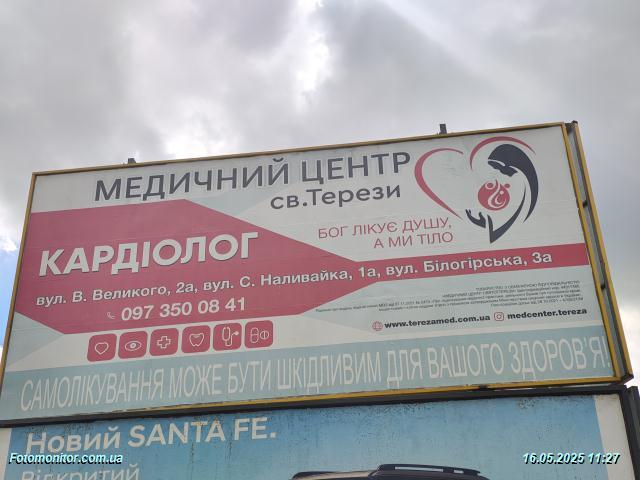 МЕДИЧНИЙ ЦЕНТР
св.Терези
БОГ ЛІКУЄ ДУШУ,
А МИ ТІЛО
КАРДІОЛОГ
вул. В. Великого, 2а, вул. С. Наливайка, 1а, вул. Білогірська, 3а
097 350 08 41
www.terezamed.com.ua medcenter.tereza
САМОЛІКУВАННЯ МОЖЕ БУТИ ШКІДЛИВИМ ДЛЯ ВАШОГО ЗДОРОВ'Я!
Новий SANTA FE.
Відкритий
Fotomonitor.com.ua
16.05.2025 11:27